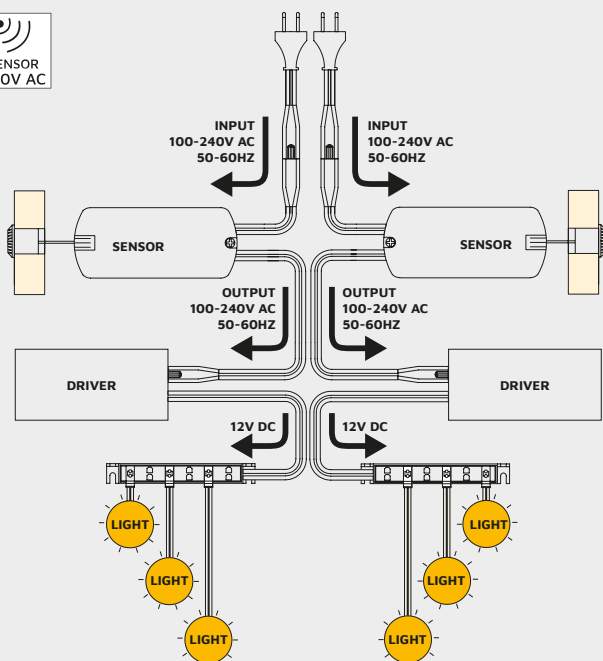 0V AC
INPUT
100-240V AC
50-60HZ
INPUT
100-240V AC
50-60HZ
SENSOR
SENSOR
OUTPUT
100-240V AC
50-60HZ
OUTPUT
100-240V AC
50-60HZ
DRIVER
DRIVER
12V DC
12V DC
LIGHT
LIGHT
LIGHT
LIGHT
LIGHT
LIGHT